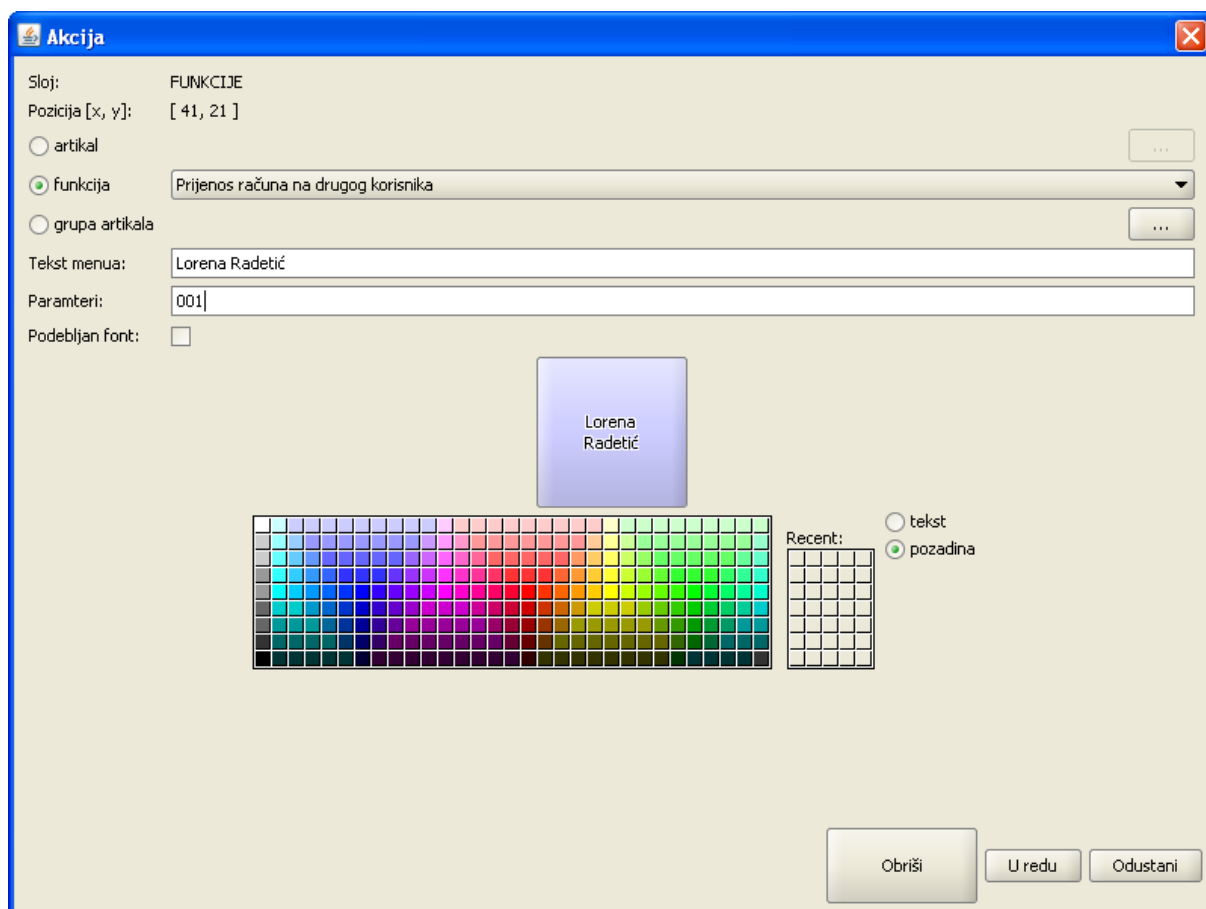 Akcija
Sloj: FUNKCIJE
Pozicija [x, y]: [ 41, 21 ]
artikal ...
funkcija Prijenos računa na drugog korisnika
grupa artikala ...
Tekst menua: Lorena Radetić
Paramteri: 001
Podebljan font:
Lorena
Radetić
tekst
Recent:
pozadina
Obriši U redu Odustani